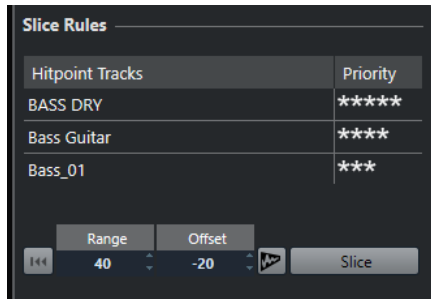 Slice Rules
Hitpoint Tracks Priority
BASS DRY *****
Bass Guitar ****
Bass_01 ***
Range Offset
40 -20 Slice